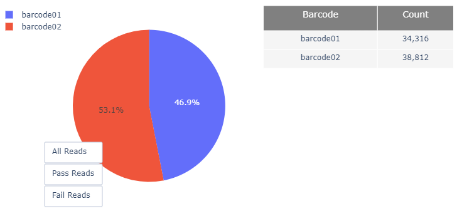 barcode01
barcode02
46.9%
53.1%
All Reads
Pass Reads
Fail Reads
Barcode Count
barcode01 34,316
barcode02 38,812